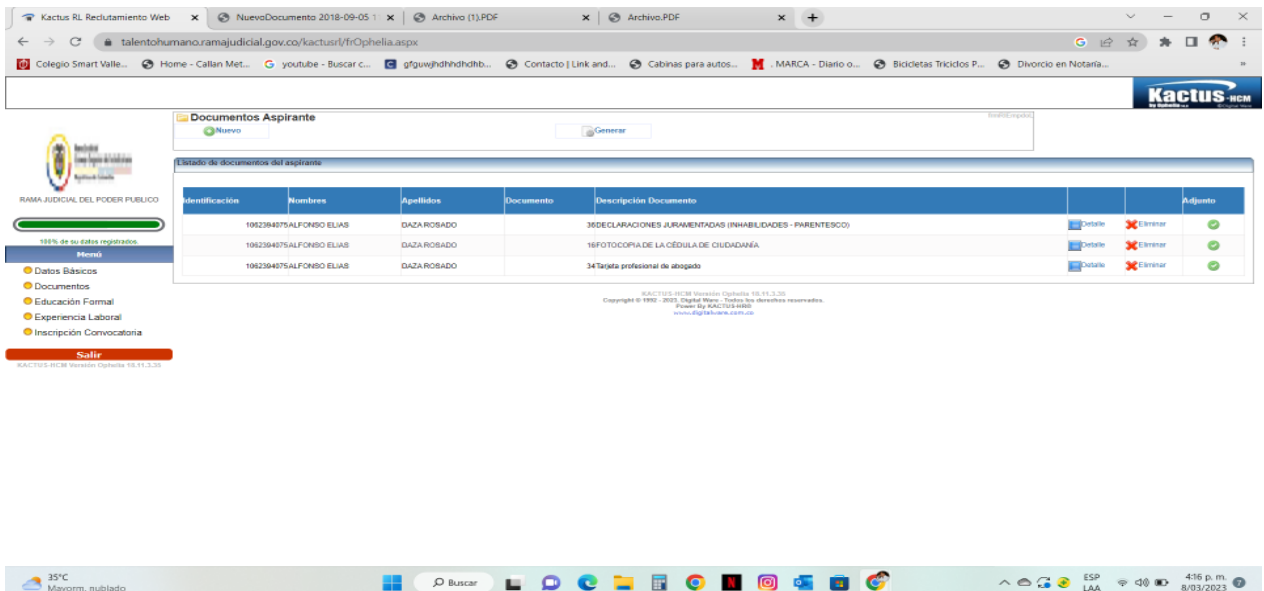 Kactus RL Reclutamiento Web
NuevoDocumento 2018-09-05 1
Archivo (1).PDF
Archivo.PDF
talentohumano.ramajudicial.gov.co/kactusrl/frOphelia.aspx
Colegio Smart Valle...
Home - Callan Met...
youtube - Buscar c...
gfguwjhdhhdhdhb...
Contacto | Link and...
Cabinas para autos...
. MARCA - Diario o...
Bicicletas Triciclos P...
Divorcio en Notaría...
»
Kactus-HCM
by Ophelia
RAMA JUDICIAL DEL PODER PUBLICO
100% de su datos registrados.
Menú
Datos Básicos
Documentos
Educación Formal
Experiencia Laboral
Inscripción Convocatoria
Salir
KACTUS-HCM Versión Ophelia 18.11.3.35
Documentos Aspirante
Nuevo
Generar
Listado de documentos del aspirante
Identificación Nombres Apellidos Documento Descripción Documento Adjunto
1062394075 ALFONSO ELIAS DAZA ROSADO 36 DECLARACIONES JURAMENTADAS (INHABILIDADES - PARENTESCO) Detalle Eliminar
1062394075 ALFONSO ELIAS DAZA ROSADO 16 FOTOCOPIA DE LA CÉDULA DE CIUDADANÍA Detalle Eliminar
1062394075 ALFONSO ELIAS DAZA ROSADO 34 Tarjeta profesional de abogado Detalle Eliminar
KACTUS-HCM Versión Ophelia 18.11.3.35
Copyright © 1992 - 2023, Digital Ware - Todos los derechos reservados.
Power By KACTUS-HR®
www.digitalware.com.co
35°C
Mayorm. nublado
Buscar
ESP
LAA
4:16 p. m.
8/03/2023